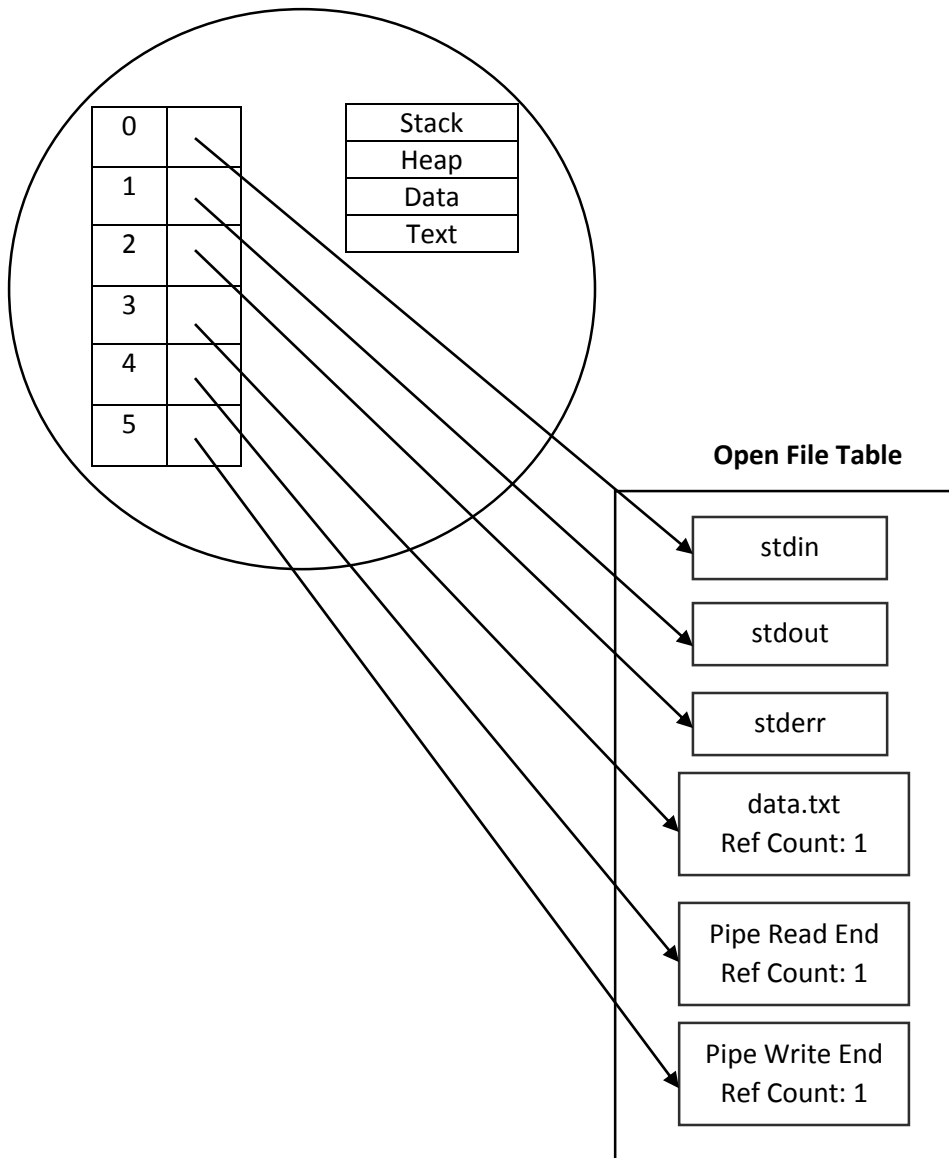 0
1
2
3
4
5
Stack
Heap
Data
Text
Open File Table
stdin
stdout
stderr
data.txt
Ref Count: 1
Pipe Read End
Ref Count: 1
Pipe Write End
Ref Count: 1